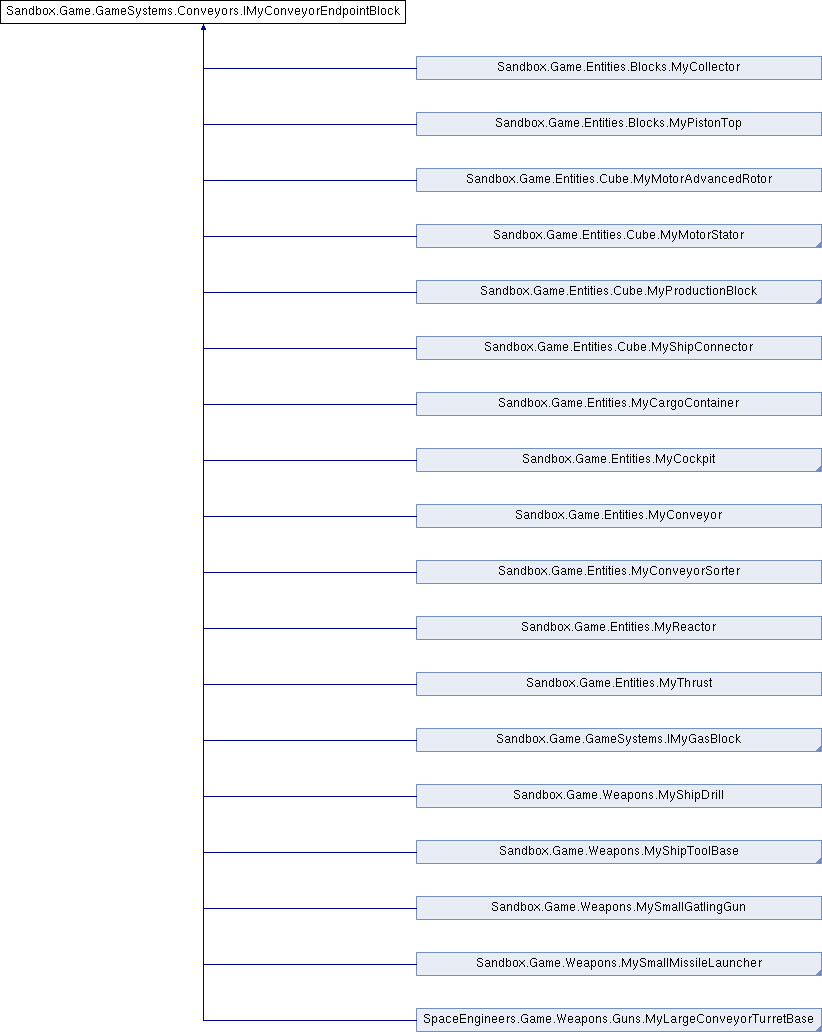 Sandbox.Game.GameSystems.Conveyors.IMyConveyorEndpointBlock
Sandbox.Game.Entities.Blocks.MyCollector
Sandbox.Game.Entities.Blocks.MyPistonTop
Sandbox.Game.Entities.Cube.MyMotorAdvancedRotor
Sandbox.Game.Entities.Cube.MyMotorStator
Sandbox.Game.Entities.Cube.MyProductionBlock
Sandbox.Game.Entities.Cube.MyShipConnector
Sandbox.Game.Entities.MyCargoContainer
Sandbox.Game.Entities.MyCockpit
Sandbox.Game.Entities.MyConveyor
Sandbox.Game.Entities.MyConveyorSorter
Sandbox.Game.Entities.MyReactor
Sandbox.Game.Entities.MyThrust
Sandbox.Game.GameSystems.IMyGasBlock
Sandbox.Game.Weapons.MyShipDrill
Sandbox.Game.Weapons.MyShipToolBase
Sandbox.Game.Weapons.MySmallGatlingGun
Sandbox.Game.Weapons.MySmallMissileLauncher
SpaceEngineers.Game.Weapons.Guns.MyLargeConveyorTurretBase